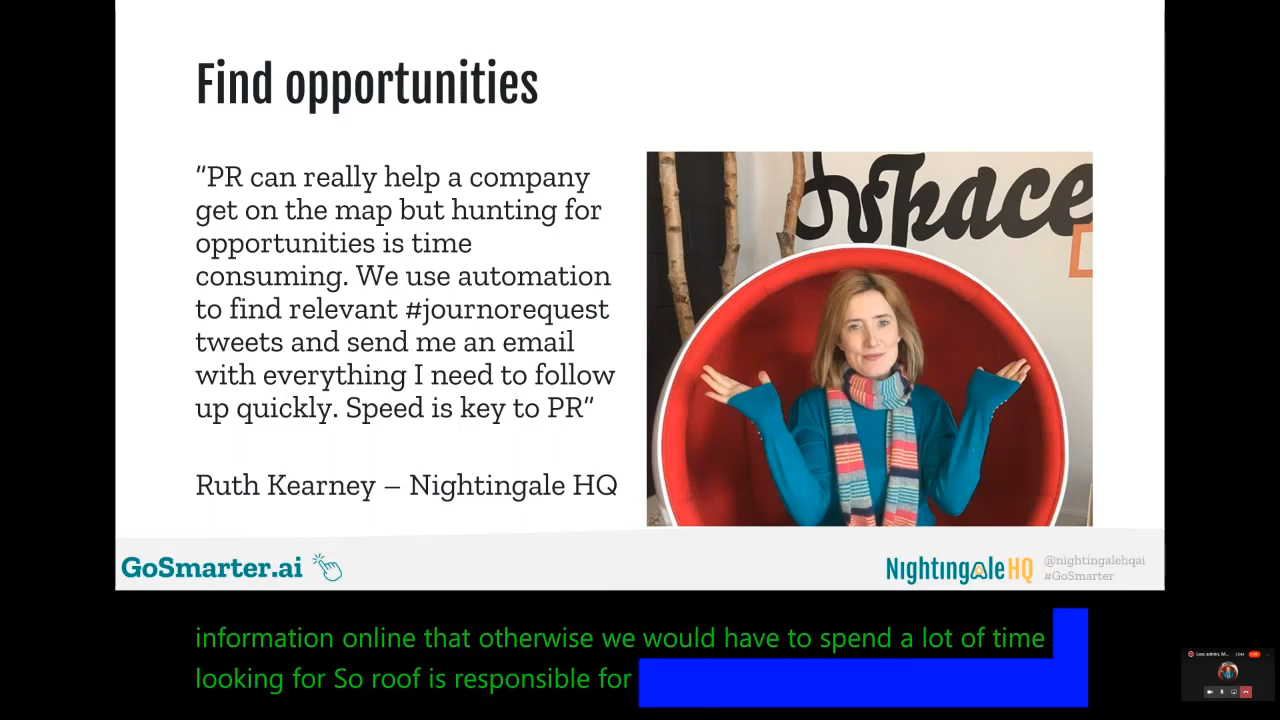 Find opportunities
“PR can really help a company
get on the map but hunting for
opportunities is time
consuming. We use automation
to find relevant #journorequest
tweets and send me an email
with everything I need to follow
up quickly. Speed is key to PR”
Ruth Kearney – Nightingale HQ
Space
GoSmarter.ai
NightingaleHQ
@nightingalehqai
#GoSmarter
information online that otherwise we would have to spend a lot of time
looking for So roof is responsible for